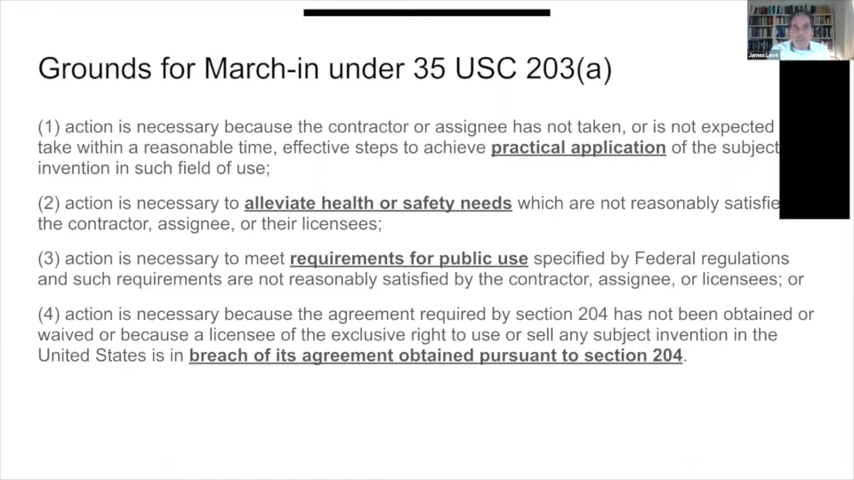 Grounds for March-in under 35 USC 203(a)
(1) action is necessary because the contractor or assignee has not taken, or is not expected
take within a reasonable time, effective steps to achieve practical application of the subject
invention in such field of use;
(2) action is necessary to alleviate health or safety needs which are not reasonably satisfie
the contractor, assignee, or their licensees;
(3) action is necessary to meet requirements for public use specified by Federal regulations
and such requirements are not reasonably satisfied by the contractor, assignee, or licensees; or
(4) action is necessary because the agreement required by section 204 has not been obtained or
waived or because a licensee of the exclusive right to use or sell any subject invention in the
United States is in breach of its agreement obtained pursuant to section 204.
James Love